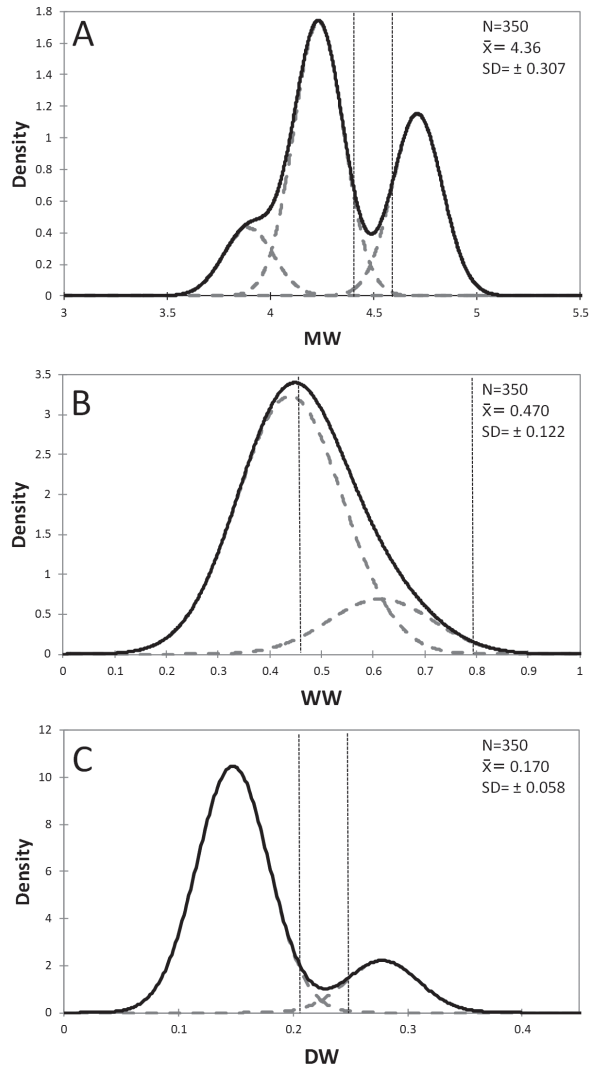 A
N=350
x̄= 4.36
SD= ± 0.307
Density
1.8
1.6
1.4
1.2
1
0.8
0.6
0.4
0.2
0
3 3.5 4 4.5 5 5.5
MW
B
N=350
x̄= 0.470
SD= ± 0.122
Density
3.5
3
2.5
2
1.5
1
0.5
0
0 0.1 0.2 0.3 0.4 0.5 0.6 0.7 0.8 0.9 1
WW
C
N=350
x̄= 0.170
SD= ± 0.058
Density
12
10
8
6
4
2
0
0 0.1 0.2 0.3 0.4
DW